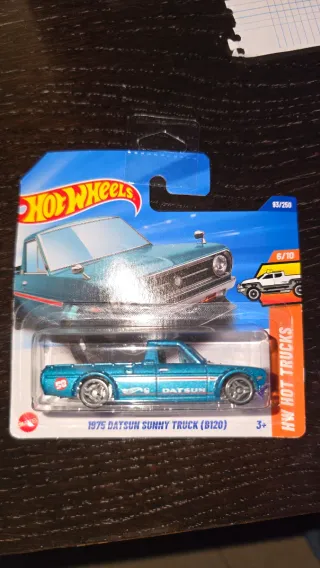 HOT WHEELS
93/250
6/10
HW HOT TRUCKS
DATSUN
1975 DATSUN SUNNY TRUCK (B120)
3+